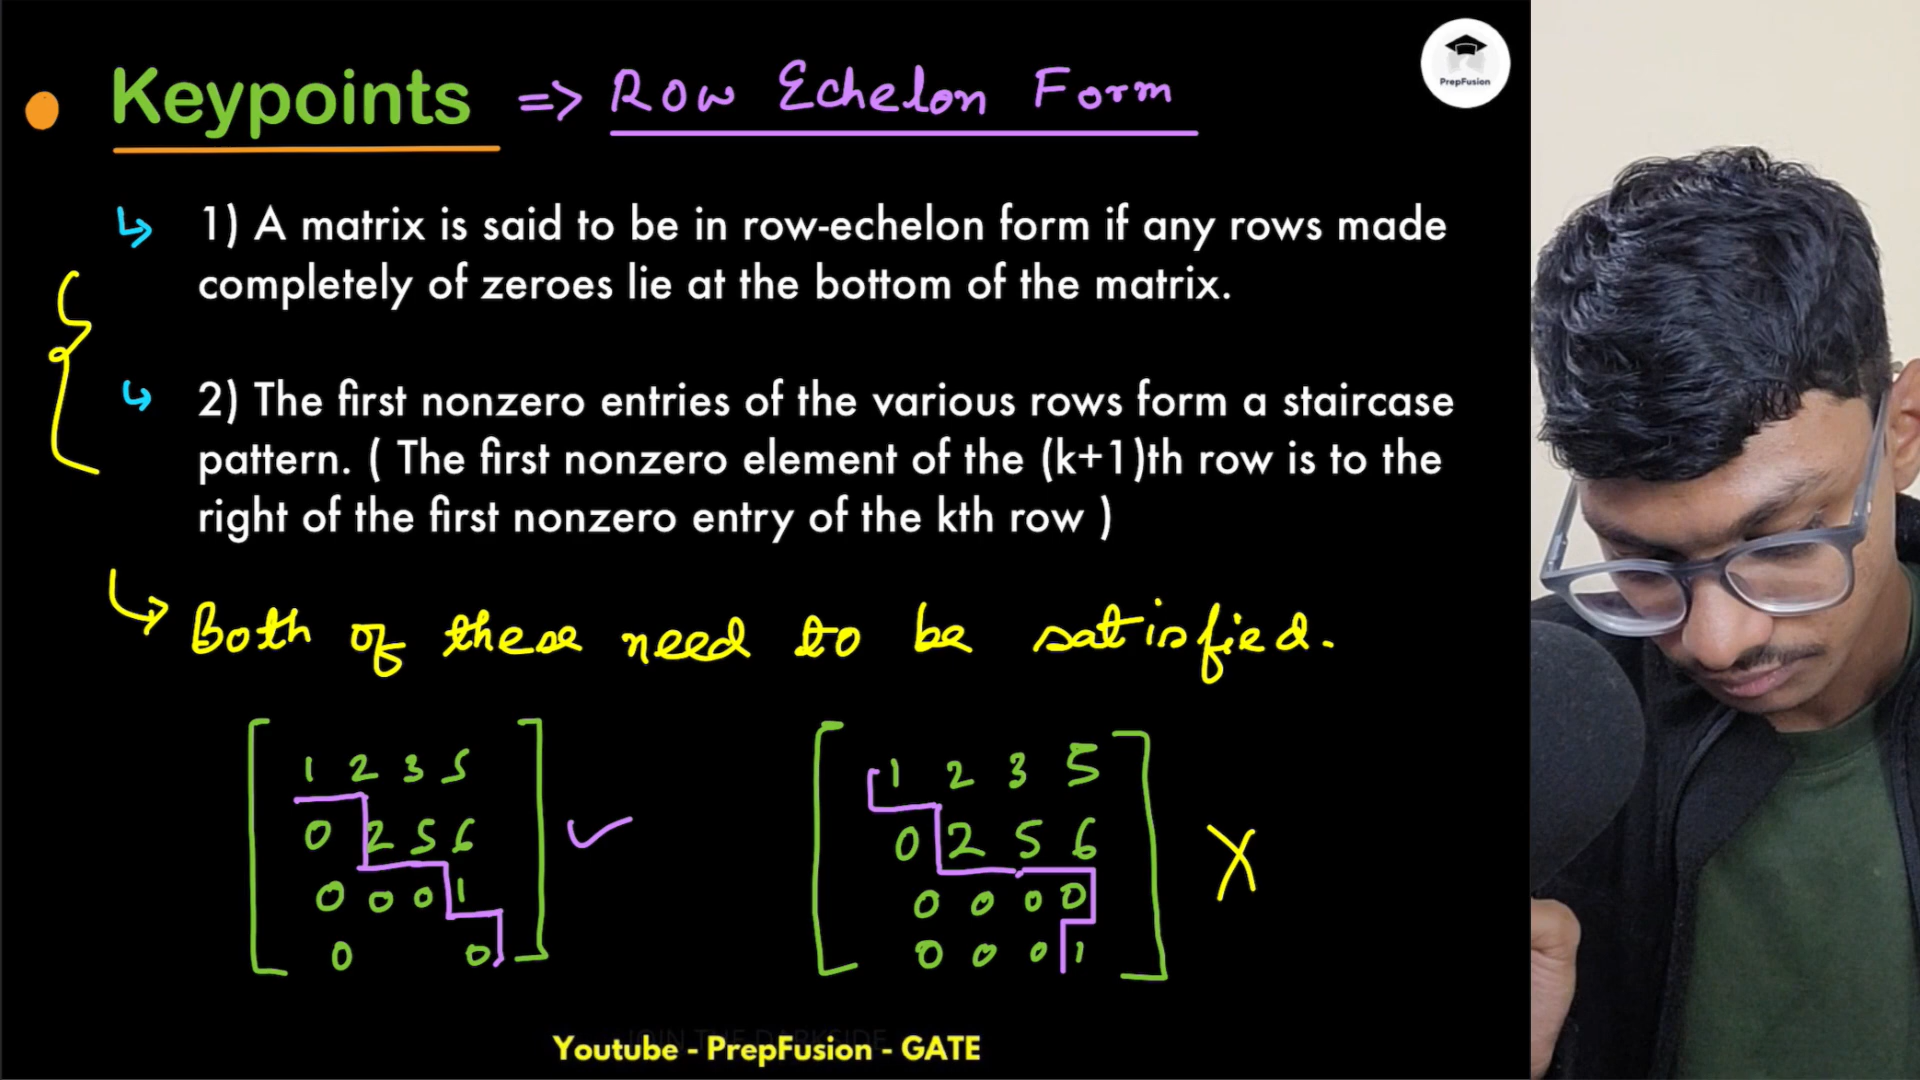 Keypoints => Row Echelon Form
PrepFusion
1) A matrix is said to be in row-echelon form if any rows made
completely of zeroes lie at the bottom of the matrix.
2) The first nonzero entries of the various rows form a staircase
pattern. ( The first nonzero element of the (k+1)th row is to the
right of the first nonzero entry of the kth row )
Both of these need to be satisfied.
1 2 3 5
0 2 5 6
0 0 0 1
0 0
1 2 3 5
0 2 5 6
0 0 0 0
0 0 0 1
JOIN THE DARKSIDE
Youtube - PrepFusion - GATE